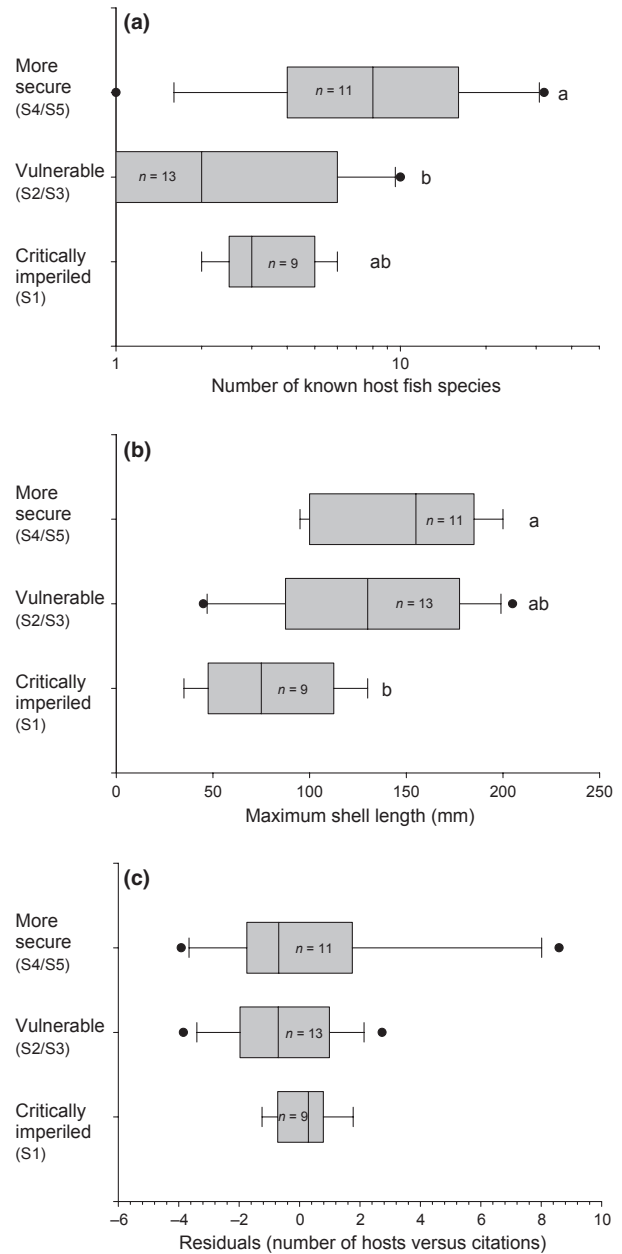 (a)
More
secure
(S4/S5)
n = 11
a
Vulnerable
(S2/S3)
n = 13
b
Critically
imperiled
(S1)
n = 9
ab
1
10
Number of known host fish species
(b)
More
secure
(S4/S5)
n = 11
a
Vulnerable
(S2/S3)
n = 13
ab
Critically
imperiled
(S1)
n = 9
b
0
50
100
150
200
250
Maximum shell length (mm)
(c)
More
secure
(S4/S5)
n = 11
Vulnerable
(S2/S3)
n = 13
Critically
imperiled
(S1)
n = 9
–6
–4
–2
0
2
4
6
8
10
Residuals (number of hosts versus citations)